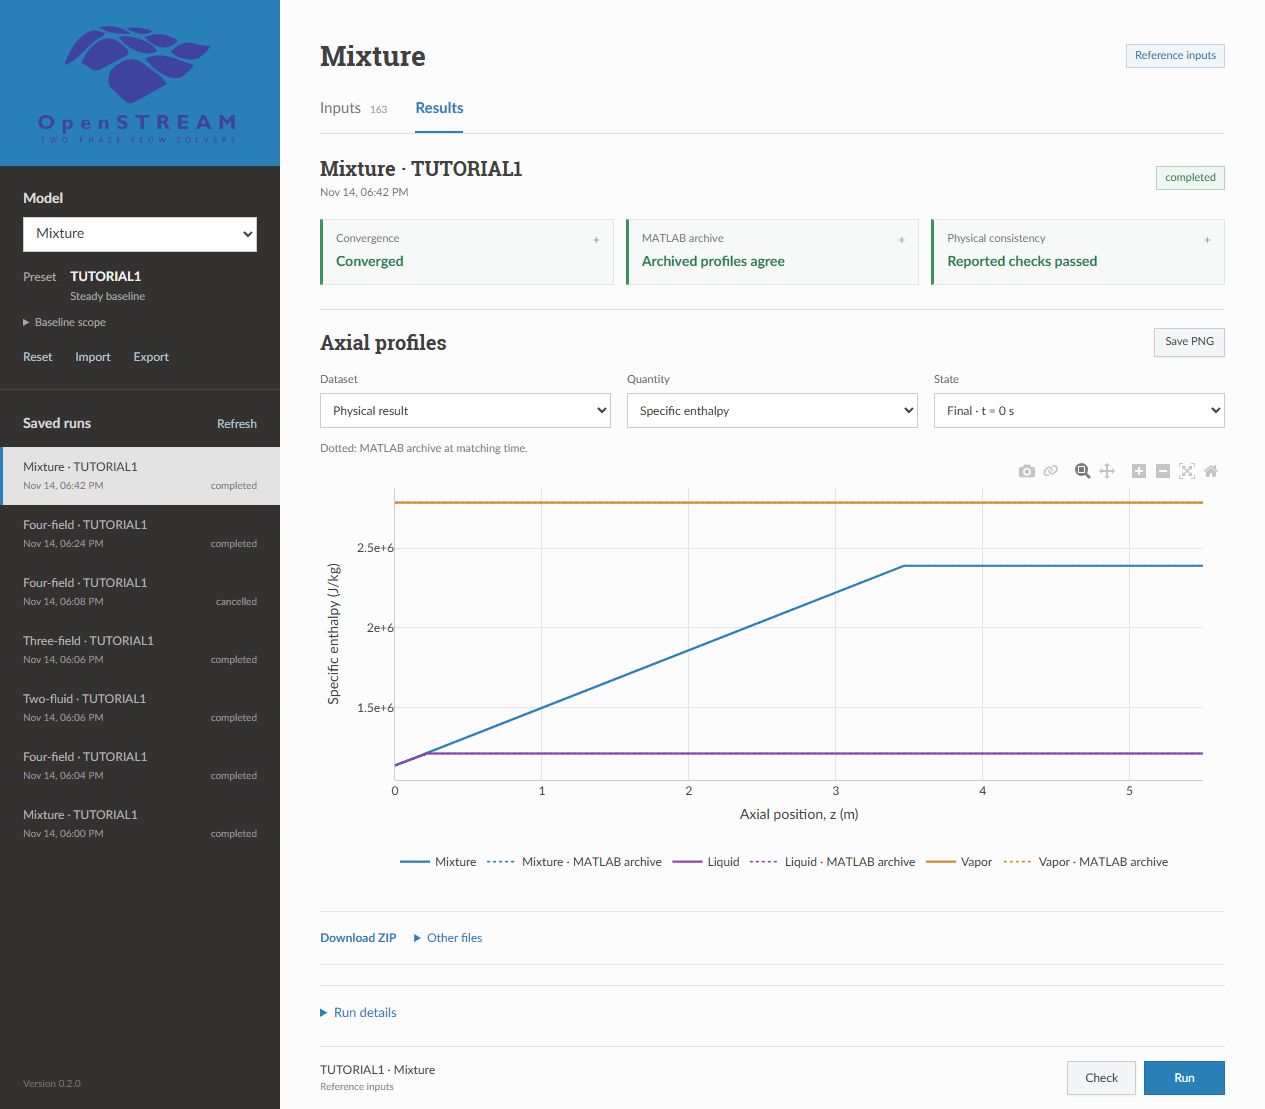 OpenSTREAM
TWO-PHASE FLOW SOLVERS
Model
Mixture
Preset TUTORIAL1
Steady baseline
Baseline scope
Reset Import Export
Saved runs Refresh
Mixture · TUTORIAL1
Nov 14, 06:42 PM completed
Four-field · TUTORIAL1
Nov 14, 06:24 PM completed
Four-field · TUTORIAL1
Nov 14, 06:08 PM cancelled
Three-field · TUTORIAL1
Nov 14, 06:06 PM completed
Two-fluid · TUTORIAL1
Nov 14, 06:06 PM completed
Four-field · TUTORIAL1
Nov 14, 06:04 PM completed
Mixture · TUTORIAL1
Nov 14, 06:00 PM completed
Version 0.2.0
Mixture
Reference inputs
Inputs 163 Results
Mixture · TUTORIAL1
Nov 14, 06:42 PM
completed
Convergence +
Converged
MATLAB archive +
Archived profiles agree
Physical consistency +
Reported checks passed
Axial profiles
Save PNG
Dataset Quantity State
Physical result Specific enthalpy Final · t = 0 s
Dotted: MATLAB archive at matching time.
Specific enthalpy (J/kg)
2.5e+6
2e+6
1.5e+6
0 1 2 3 4 5
Axial position, z (m)
Mixture Mixture · MATLAB archive Liquid Liquid · MATLAB archive Vapor Vapor · MATLAB archive
Download ZIP Other files
Run details
TUTORIAL1 · Mixture
Reference inputs
Check Run